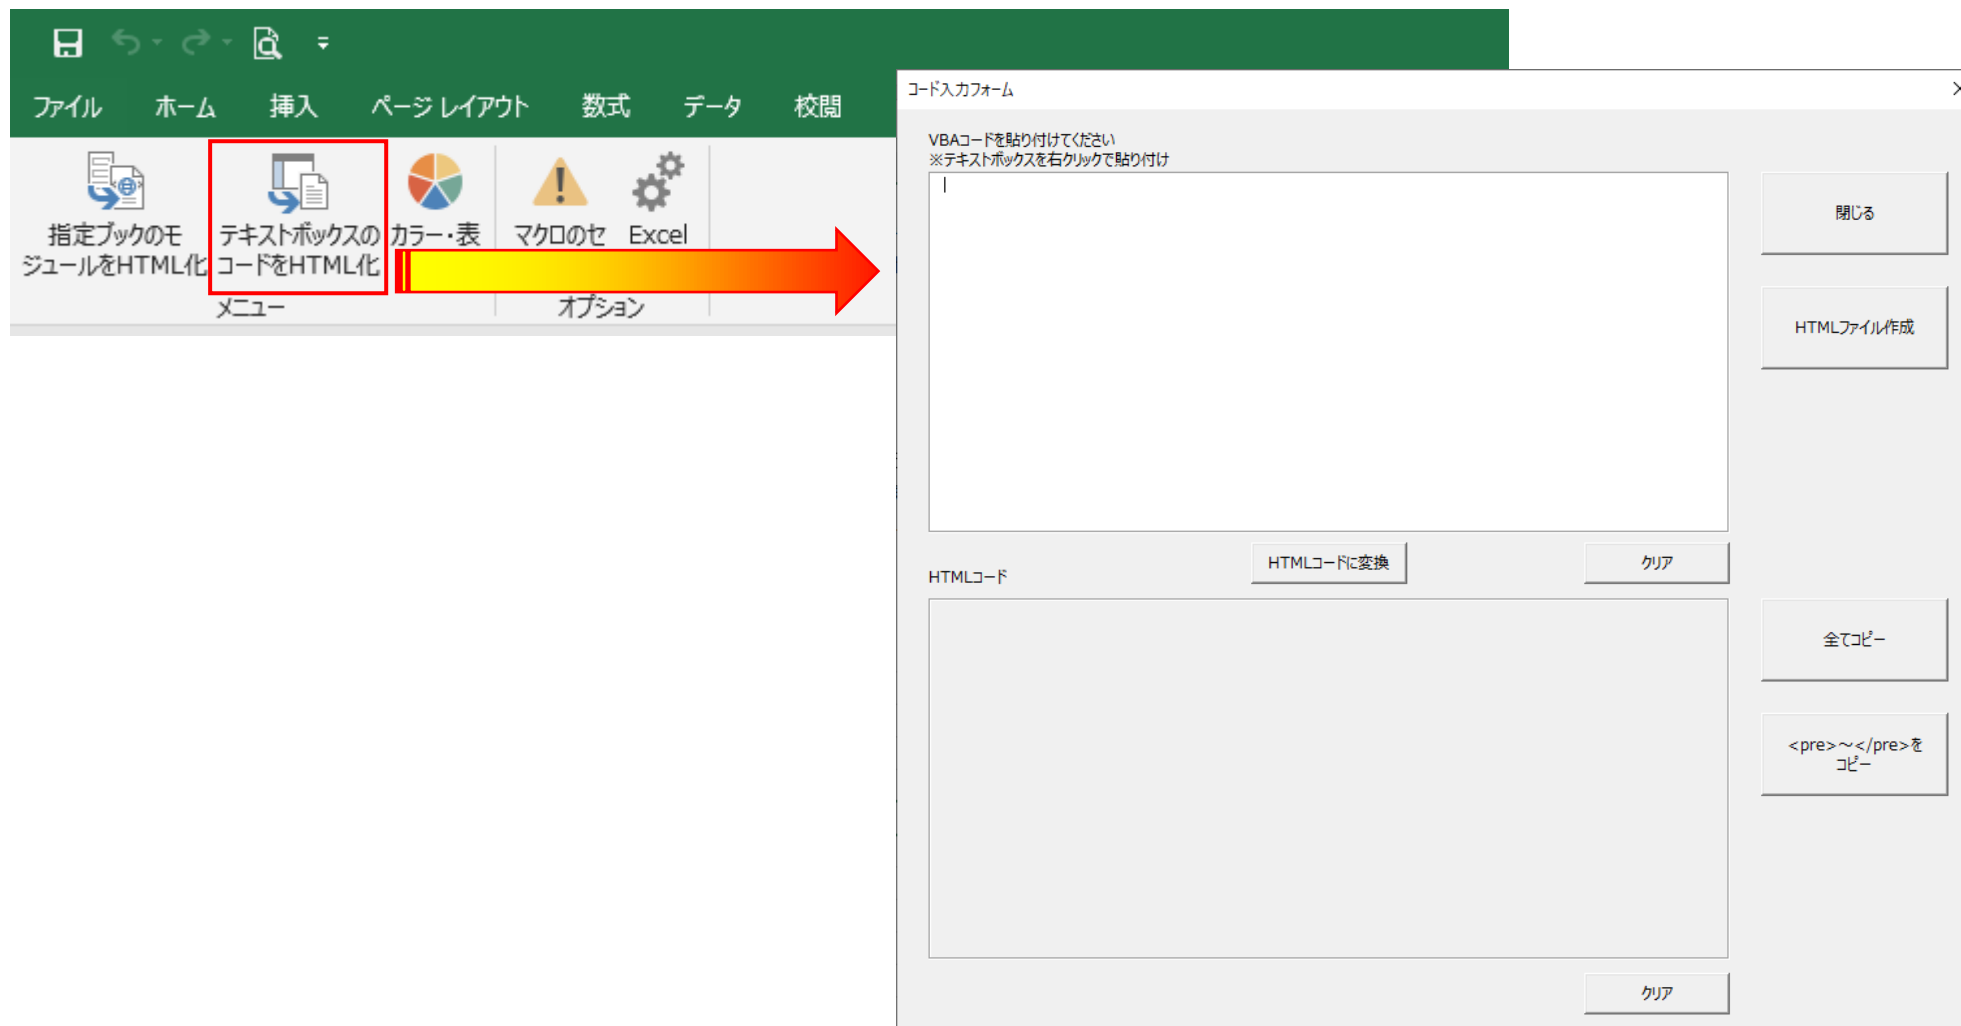 ファイル ホーム 挿入 ページ レイアウト 数式 データ 校閲
指定ブックのモ
ジュールをHTML化
テキストボックスの
コードをHTML化
カラー・表
マクロのセ
Excel
メニュー
オプション
コード入力フォーム
VBAコードを貼り付けてください
※テキストボックスを右クリックで貼り付け
閉じる
HTMLファイル作成
HTMLコードに変換
クリア
HTMLコード
全てコピー
<pre>～</pre>を
コピー
クリア